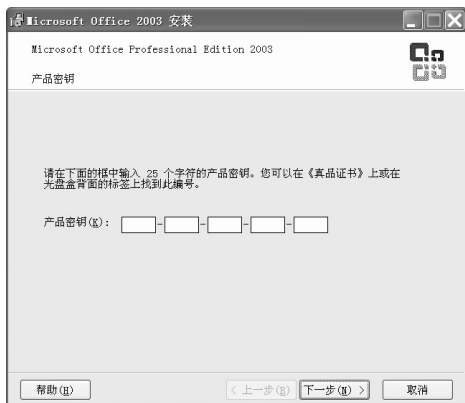 Microsoft Office 2003 安装
Microsoft Office Professional Edition 2003
产品密钥
请在下面的框中输入 25 个字符的产品密钥。您可以在《真品证书》上或在
光盘盒背面的标签上找到此编号。
产品密钥(K): - - - -
帮助(H) < 上一步(B) 下一步(N) > 取消